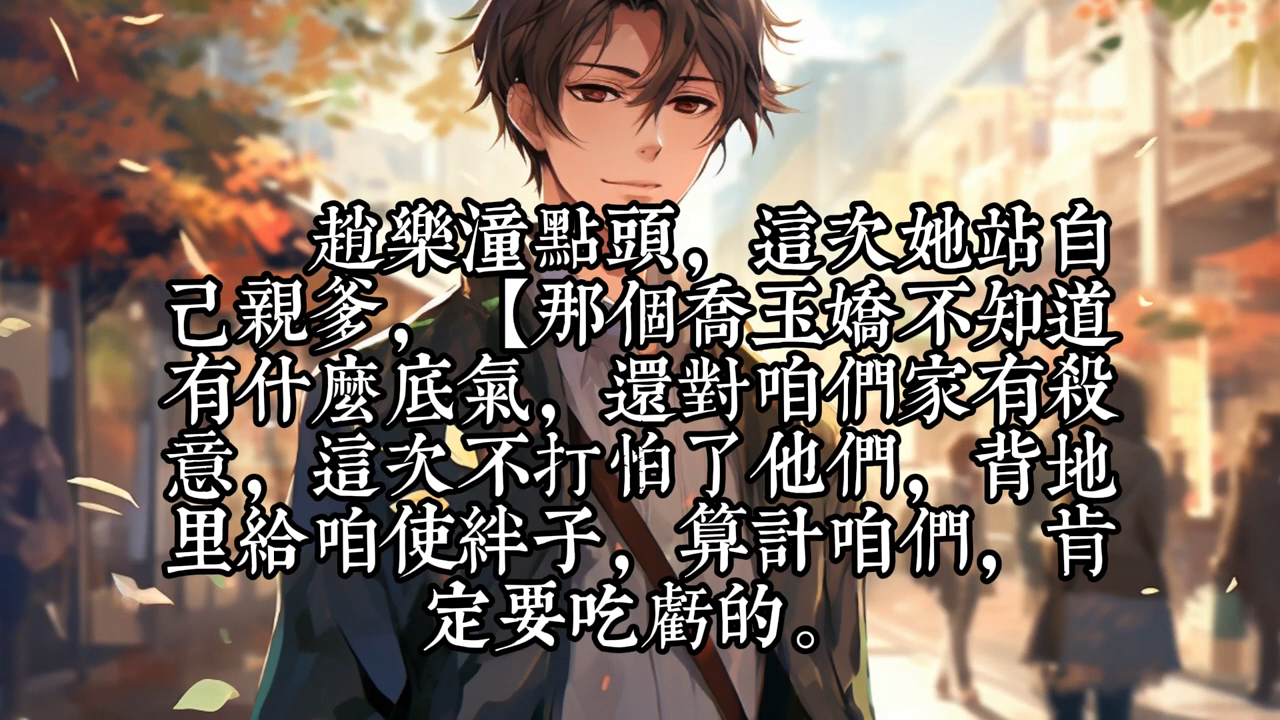 趙樂潼點頭，這次她站自
己親爹，【那個喬玉嬌不知道
有什麼底氣，還對咱們家有殺
意，這次不打怕了他們，背地
里給咱使絆子，算計咱們，肯
定要吃虧的。